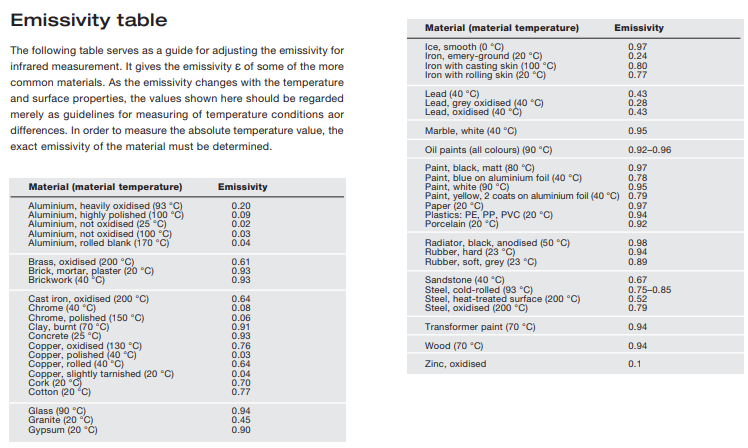 Emissivity table
The following table serves as a guide for adjusting the emissivity for
infrared measurement. It gives the emissivity ε of some of the more
common materials. As the emissivity changes with the temperature
and surface properties, the values shown here should be regarded
merely as guidelines for measuring of temperature conditions aor
differences. In order to measure the absolute temperature value, the
exact emissivity of the material must be determined.
Material (material temperature) Emissivity
Aluminium, heavily oxidised (93 °C) 0.20
Aluminium, highly polished (100 °C) 0.09
Aluminium, not oxidised (25 °C) 0.02
Aluminium, not oxidised (100 °C) 0.03
Aluminium, rolled blank (170 °C) 0.04
Brass, oxidised (200 °C) 0.61
Brick, mortar, plaster (20 °C) 0.93
Brickwork (40 °C) 0.93
Cast iron, oxidised (200 °C) 0.64
Chrome (40 °C) 0.08
Chrome, polished (150 °C) 0.06
Clay, burnt (70 °C) 0.91
Concrete (25 °C) 0.93
Copper, oxidised (130 °C) 0.76
Copper, polished (40 °C) 0.03
Copper, rolled (40 °C) 0.64
Copper, slightly tarnished (20 °C) 0.04
Cork (20 °C) 0.70
Cotton (20 °C) 0.77
Glass (90 °C) 0.94
Granite (20 °C) 0.45
Gypsum (20 °C) 0.90
Material (material temperature) Emissivity
Ice, smooth (0 °C) 0.97
Iron, emery-ground (20 °C) 0.24
Iron with casting skin (100 °C) 0.80
Iron with rolling skin (20 °C) 0.77
Lead (40 °C) 0.43
Lead, grey oxidised (40 °C) 0.28
Lead, oxidised (40 °C) 0.43
Marble, white (40 °C) 0.95
Oil paints (all colours) (90 °C) 0.92–0.96
Paint, black, matt (80 °C) 0.97
Paint, blue on aluminium foil (40 °C) 0.78
Paint, white (90 °C) 0.95
Paint, yellow, 2 coats on aluminium foil (40 °C) 0.79
Paper (20 °C) 0.97
Plastics: PE, PP, PVC (20 °C) 0.94
Porcelain (20 °C) 0.92
Radiator, black, anodised (50 °C) 0.98
Rubber, hard (23 °C) 0.94
Rubber, soft, grey (23 °C) 0.89
Sandstone (40 °C) 0.67
Steel, cold-rolled (93 °C) 0.75–0.85
Steel, heat-treated surface (200 °C) 0.52
Steel, oxidised (200 °C) 0.79
Transformer paint (70 °C) 0.94
Wood (70 °C) 0.94
Zinc, oxidised 0.1